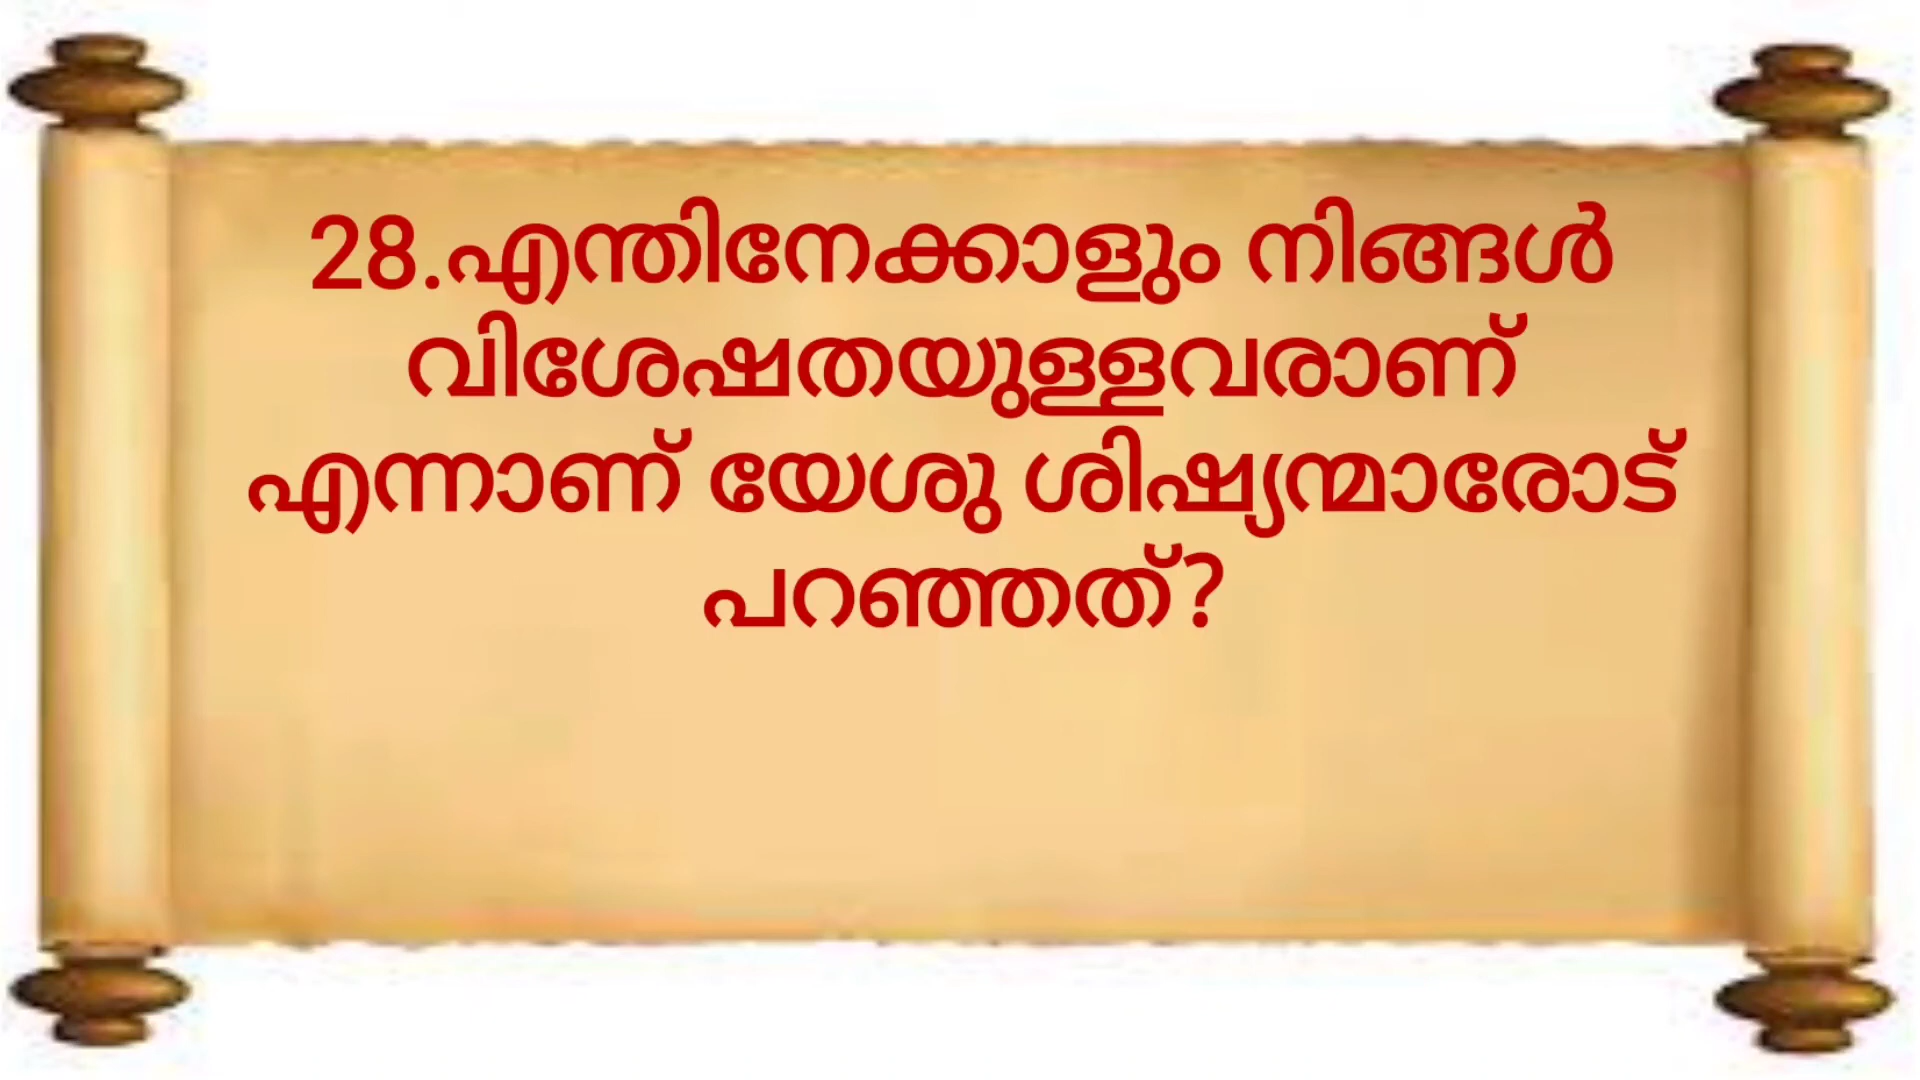 28.എന്തിനേക്കാളും നിങ്ങൾ
വിശേഷതയുള്ളവരാണ്
എന്നാണ് യേശു ശിഷ്യന്മാരോട്
പറഞ്ഞത്?